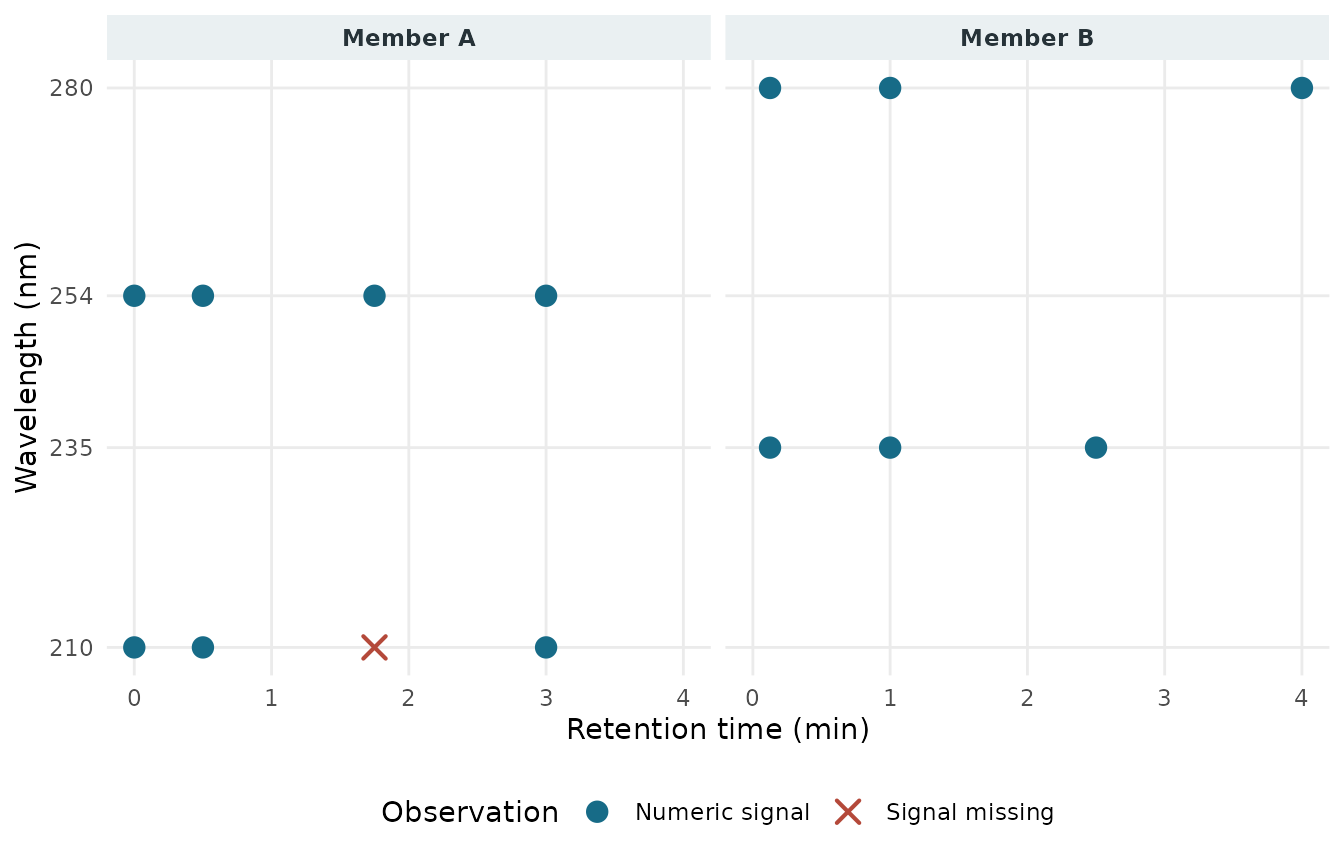 Member A
Member B
280
254
235
210
0 1 2 3 4
0 1 2 3 4
Wavelength (nm)
Retention time (min)
Observation
Numeric signal
Signal missing